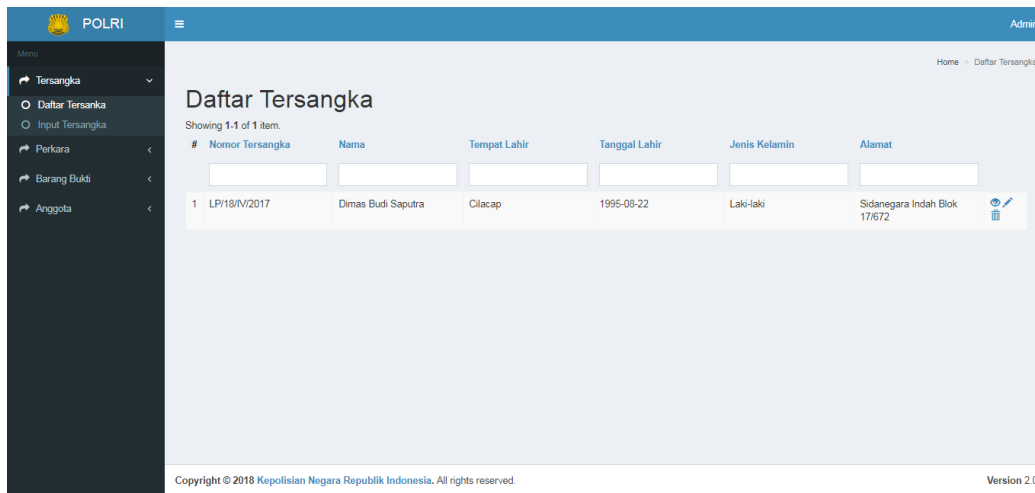 POLRI
Admin
Menu
Home > Daftar Tersangka
Tersangka
Daftar Tersanka
Input Tersangka
Perkara
Barang Bukti
Anggota
Daftar Tersangka
Showing 1-1 of 1 item.
# Nomor Tersangka Nama Tempat Lahir Tanggal Lahir Jenis Kelamin Alamat
1 LP/18/IV/2017 Dimas Budi Saputra Cilacap 1995-08-22 Laki-laki Sidanegara Indah Blok
17/672
Copyright © 2018 Kepolisian Negara Republik Indonesia. All rights reserved.
Version 2.0